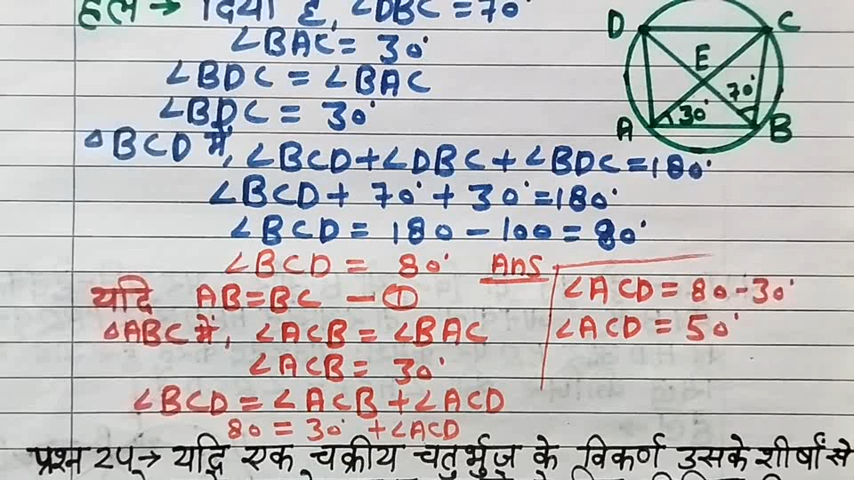 हल → दिया है, ∠DBC = 70°
∠BAC = 30°
∠BDC = ∠BAC
∠BDC = 30°
△BCD में, ∠BCD + ∠DBC + ∠BDC = 180°
∠BCD + 70° + 30° = 180°
∠BCD = 180 - 100 = 80°
∠BCD = 80° Ans
यदि AB = BC - ①
△ABC में, ∠ACB = ∠BAC
∠ACB = 30°
∠BCD = ∠ACB + ∠ACD
80 = 30° + ∠ACD
∠ACD = 80 - 30°
∠ACD = 50°
D C
E
70°
30°
A B
प्रश्न 24 → यदि एक चक्रीय चतुर्भुज के विकर्ण उसके शीर्षों से